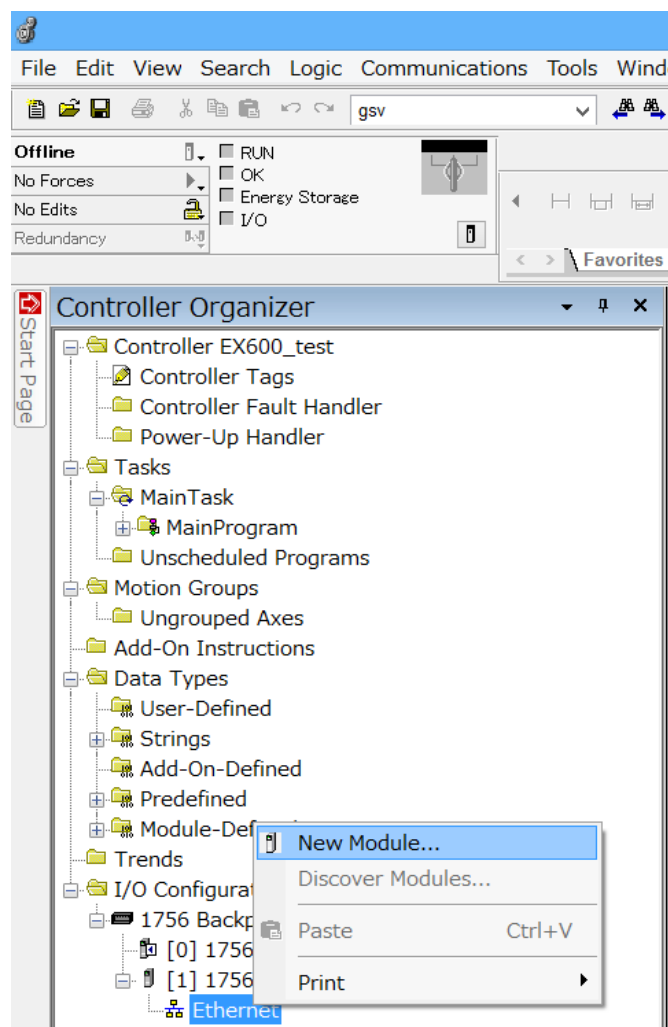 File Edit View Search Logic Communications Tools Wind
gsv
Offline
RUN
No Forces
OK
Energy Storage
No Edits
I/O
Redundancy
Favorites
Start Page
Controller Organizer
Controller EX600_test
Controller Tags
Controller Fault Handler
Power-Up Handler
Tasks
MainTask
MainProgram
Unscheduled Programs
Motion Groups
Ungrouped Axes
Add-On Instructions
Data Types
User-Defined
Strings
Add-On-Defined
Predefined
Module-Def
New Module...
Trends
Discover Modules...
I/O Configurat
1756 Backp
Paste Ctrl+V
[0] 1756
[1] 1756
Print
Ethernet